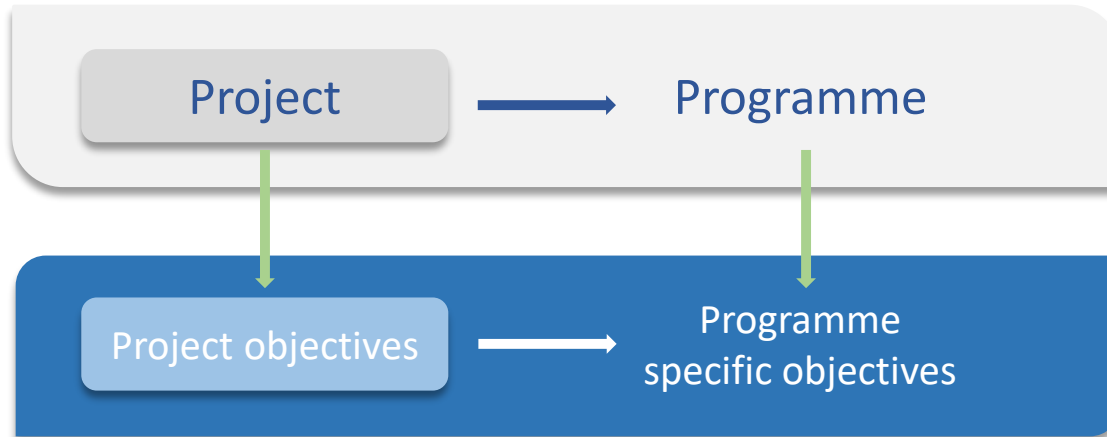 Project
Programme
Project objectives
Programme
specific objectives